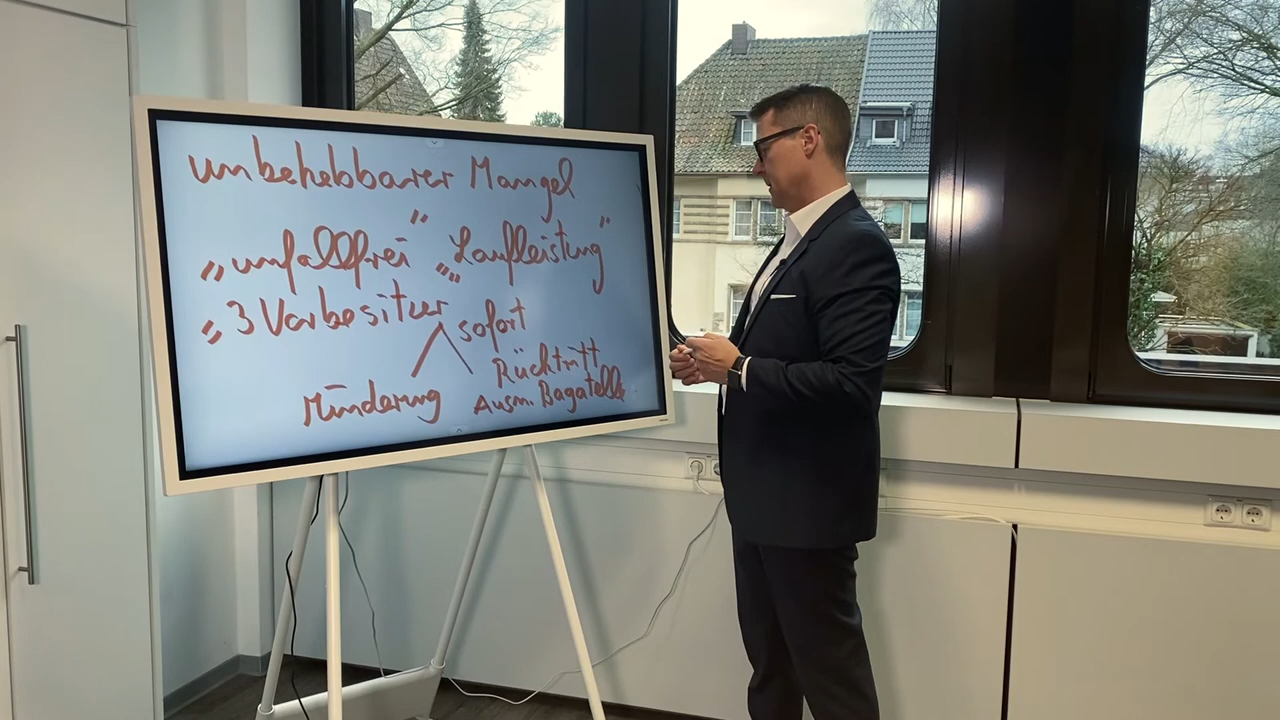 unbehebbarer Mangel
„unfallfrei" „Laufleistung"
„3 Vorbesitzer
sofort
Minderung Rücktritt
Ausn. Bagatelle